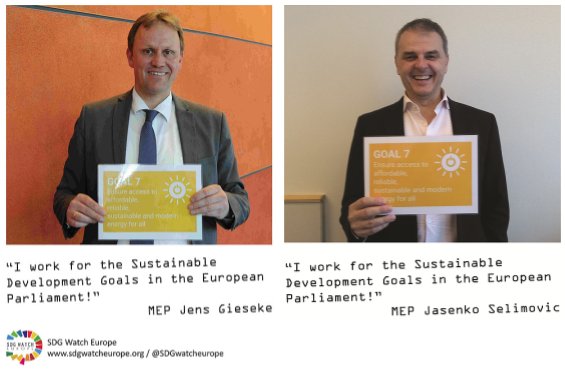 GOAL 7
Ensure access to
affordable,
reliable,
sustainable and modern
energy for all
GOAL 7
Ensure access to
affordable,
reliable,
sustainable and modern
energy for all
“I work for the Sustainable
Development Goals in the European
Parliament!”
MEP Jens Gieseke
“I work for the Sustainable
Development Goals in the European
Parliament!”
MEP Jasenko Selimovic
SDG WATCH
EUROPE
SDG Watch Europe
www.sdgwatcheurope.org / @SDGwatcheurope